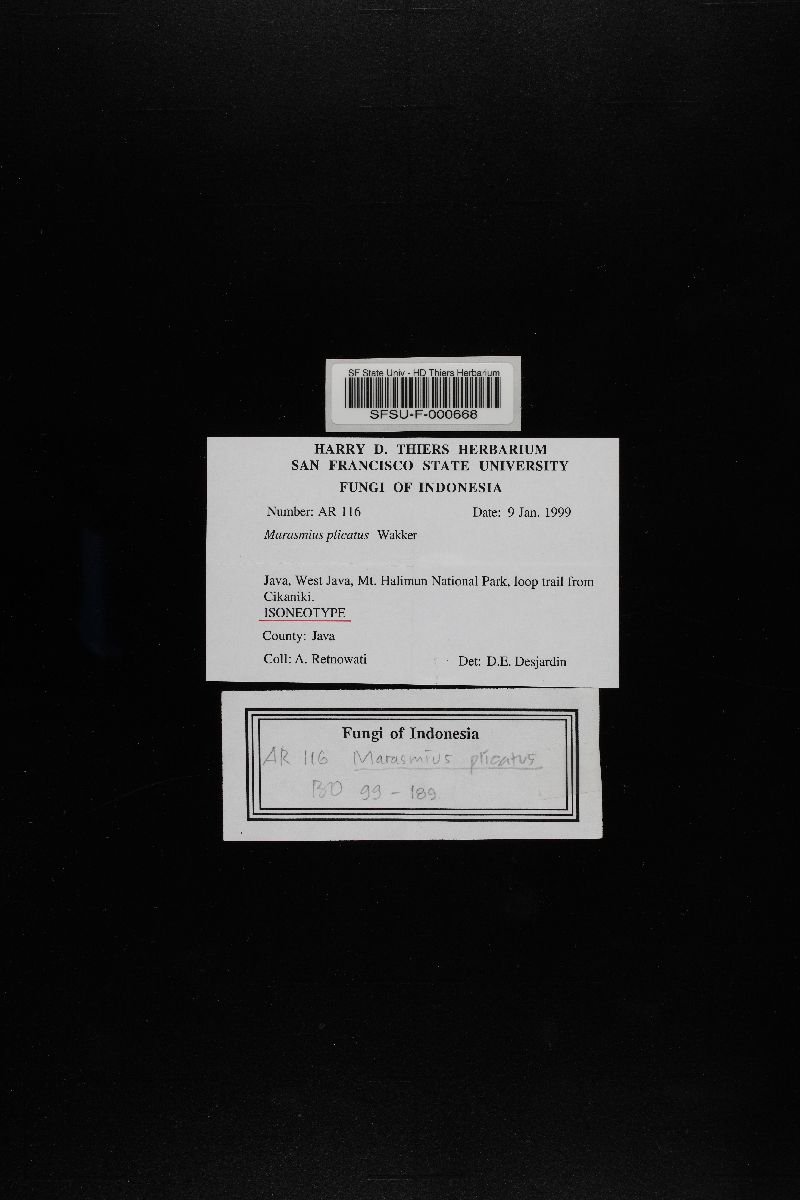 SF State Univ - HD Thiers Herbarium
SFSU-F-000668
HARRY D. THIERS HERBARIUM
SAN FRANCISCO STATE UNIVERSITY
FUNGI OF INDONESIA
Number: AR 116 Date: 9 Jan. 1999
Marasmius plicatus Wakker
Java, West Java, Mt. Halimun National Park, loop trail from
Cikaniki.
ISONEOTYPE
County: Java
Coll: A. Retnowati Det: D.E. Desjardin
Fungi of Indonesia
AR 116 Marasmius plicatus
BO 99-189